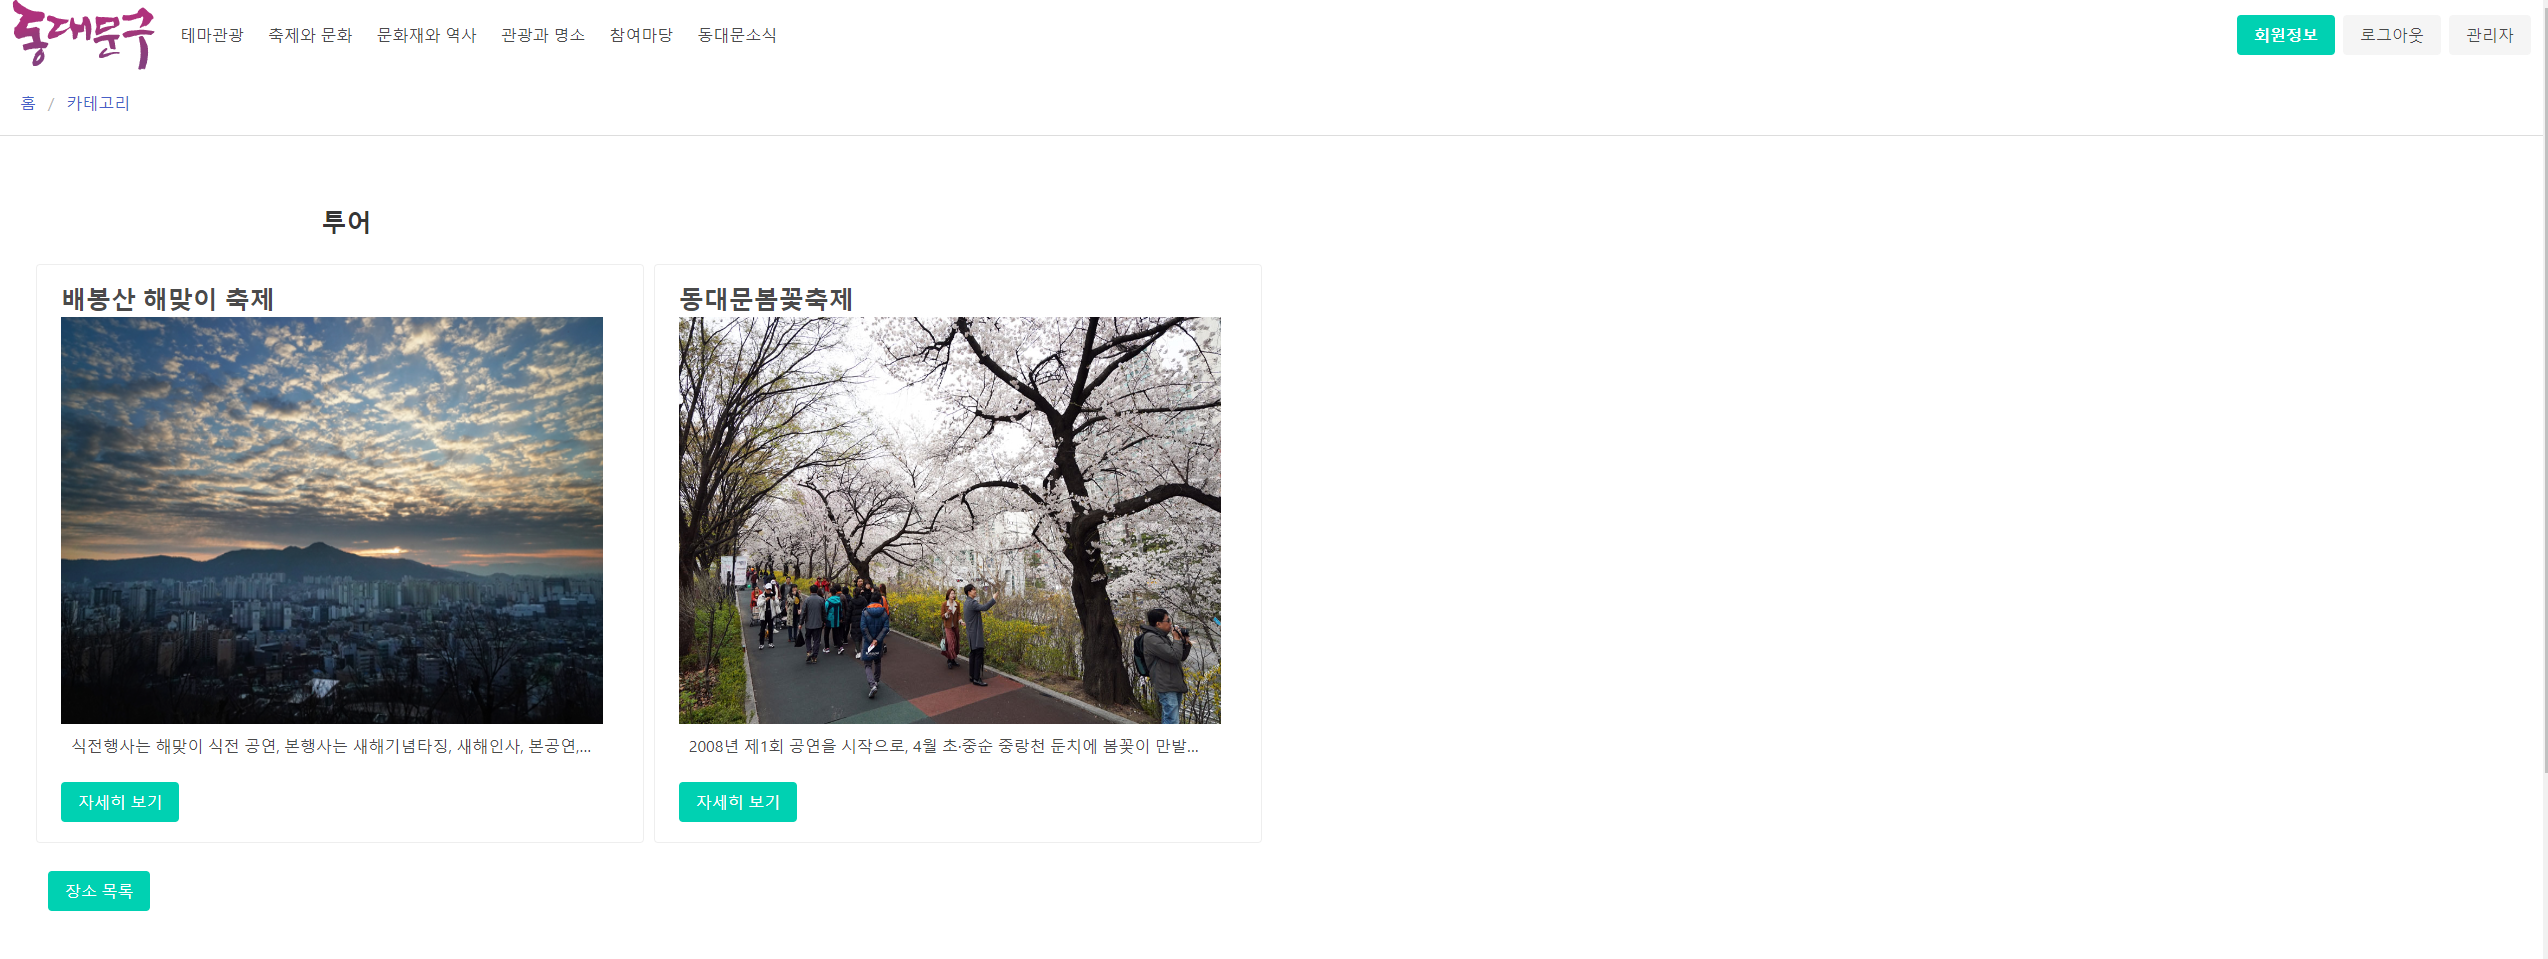 동대문구
테마관광 축제와 문화 문화재와 역사 관광과 명소 참여마당 동대문소식
회원정보 로그아웃 관리자
홈 / 카테고리
투어
배봉산 해맞이 축제
식전행사는 해맞이 식전 공연, 본행사는 새해기념타징, 새해인사, 본공연,...
자세히 보기
동대문봄꽃축제
2008년 제1회 공연을 시작으로, 4월 초·중순 중랑천 둔치에 봄꽃이 만발...
자세히 보기
장소 목록